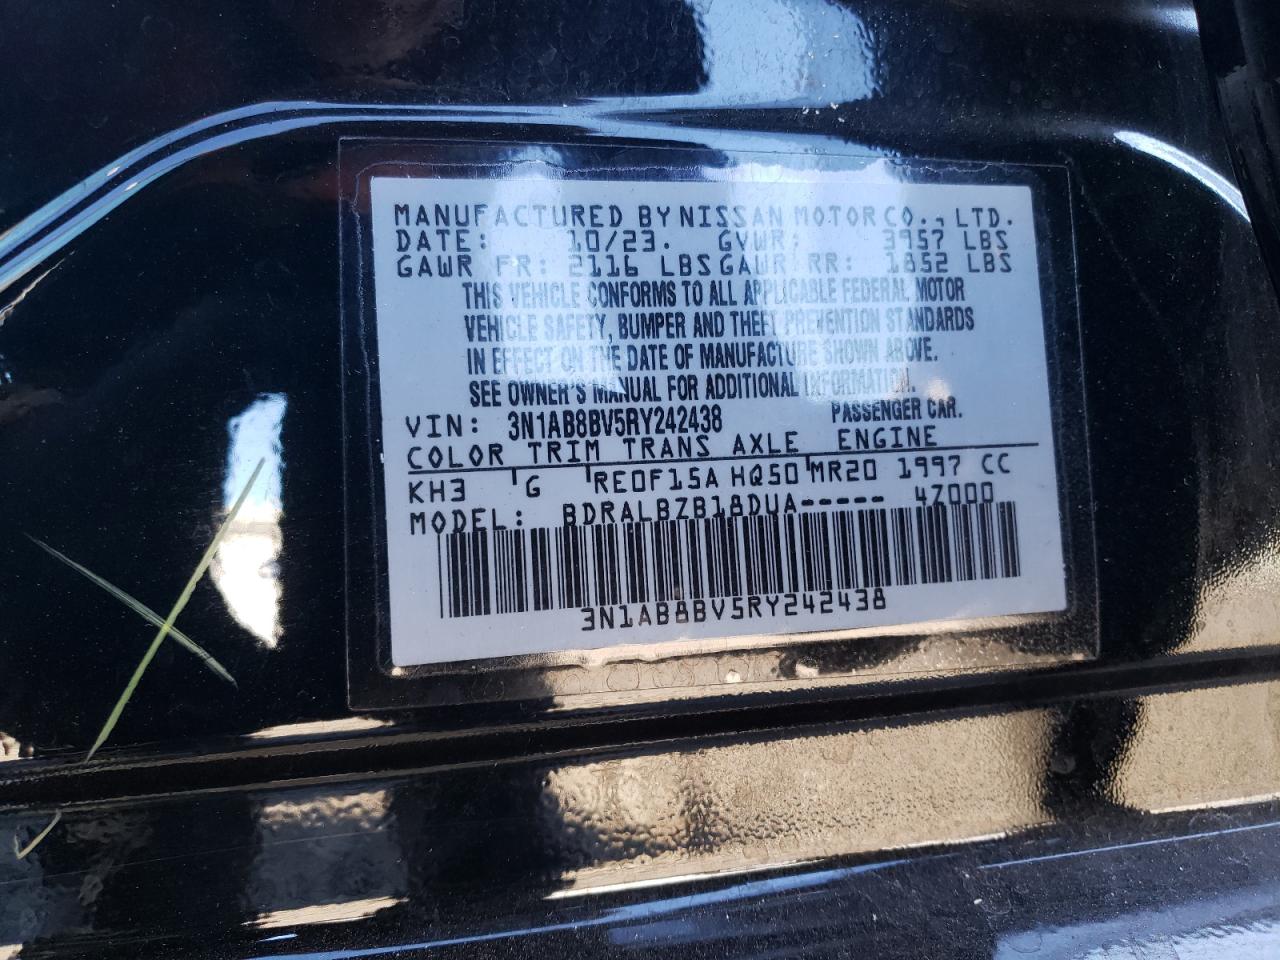 MANUFACTURED BY NISSAN MOTOR CO., LTD.
DATE: 10/23. GVWR: 3957 LBS
GAWR FR: 2116 LBS GAWR RR: 1852 LBS
THIS VEHICLE CONFORMS TO ALL APPLICABLE FEDERAL MOTOR
VEHICLE SAFETY, BUMPER AND THEFT PREVENTION STANDARDS
IN EFFECT ON THE DATE OF MANUFACTURE SHOWN ABOVE.
SEE OWNER'S MANUAL FOR ADDITIONAL INFORMATION.
VIN: 3N1AB8BV5RY242438 PASSENGER CAR.
COLOR TRIM TRANS AXLE ENGINE
KH3 G RE0F15A HQ50 MR20 1997 CC
MODEL: BDRALBZB18DUA----- 4Z000
3N1AB8BV5RY242438